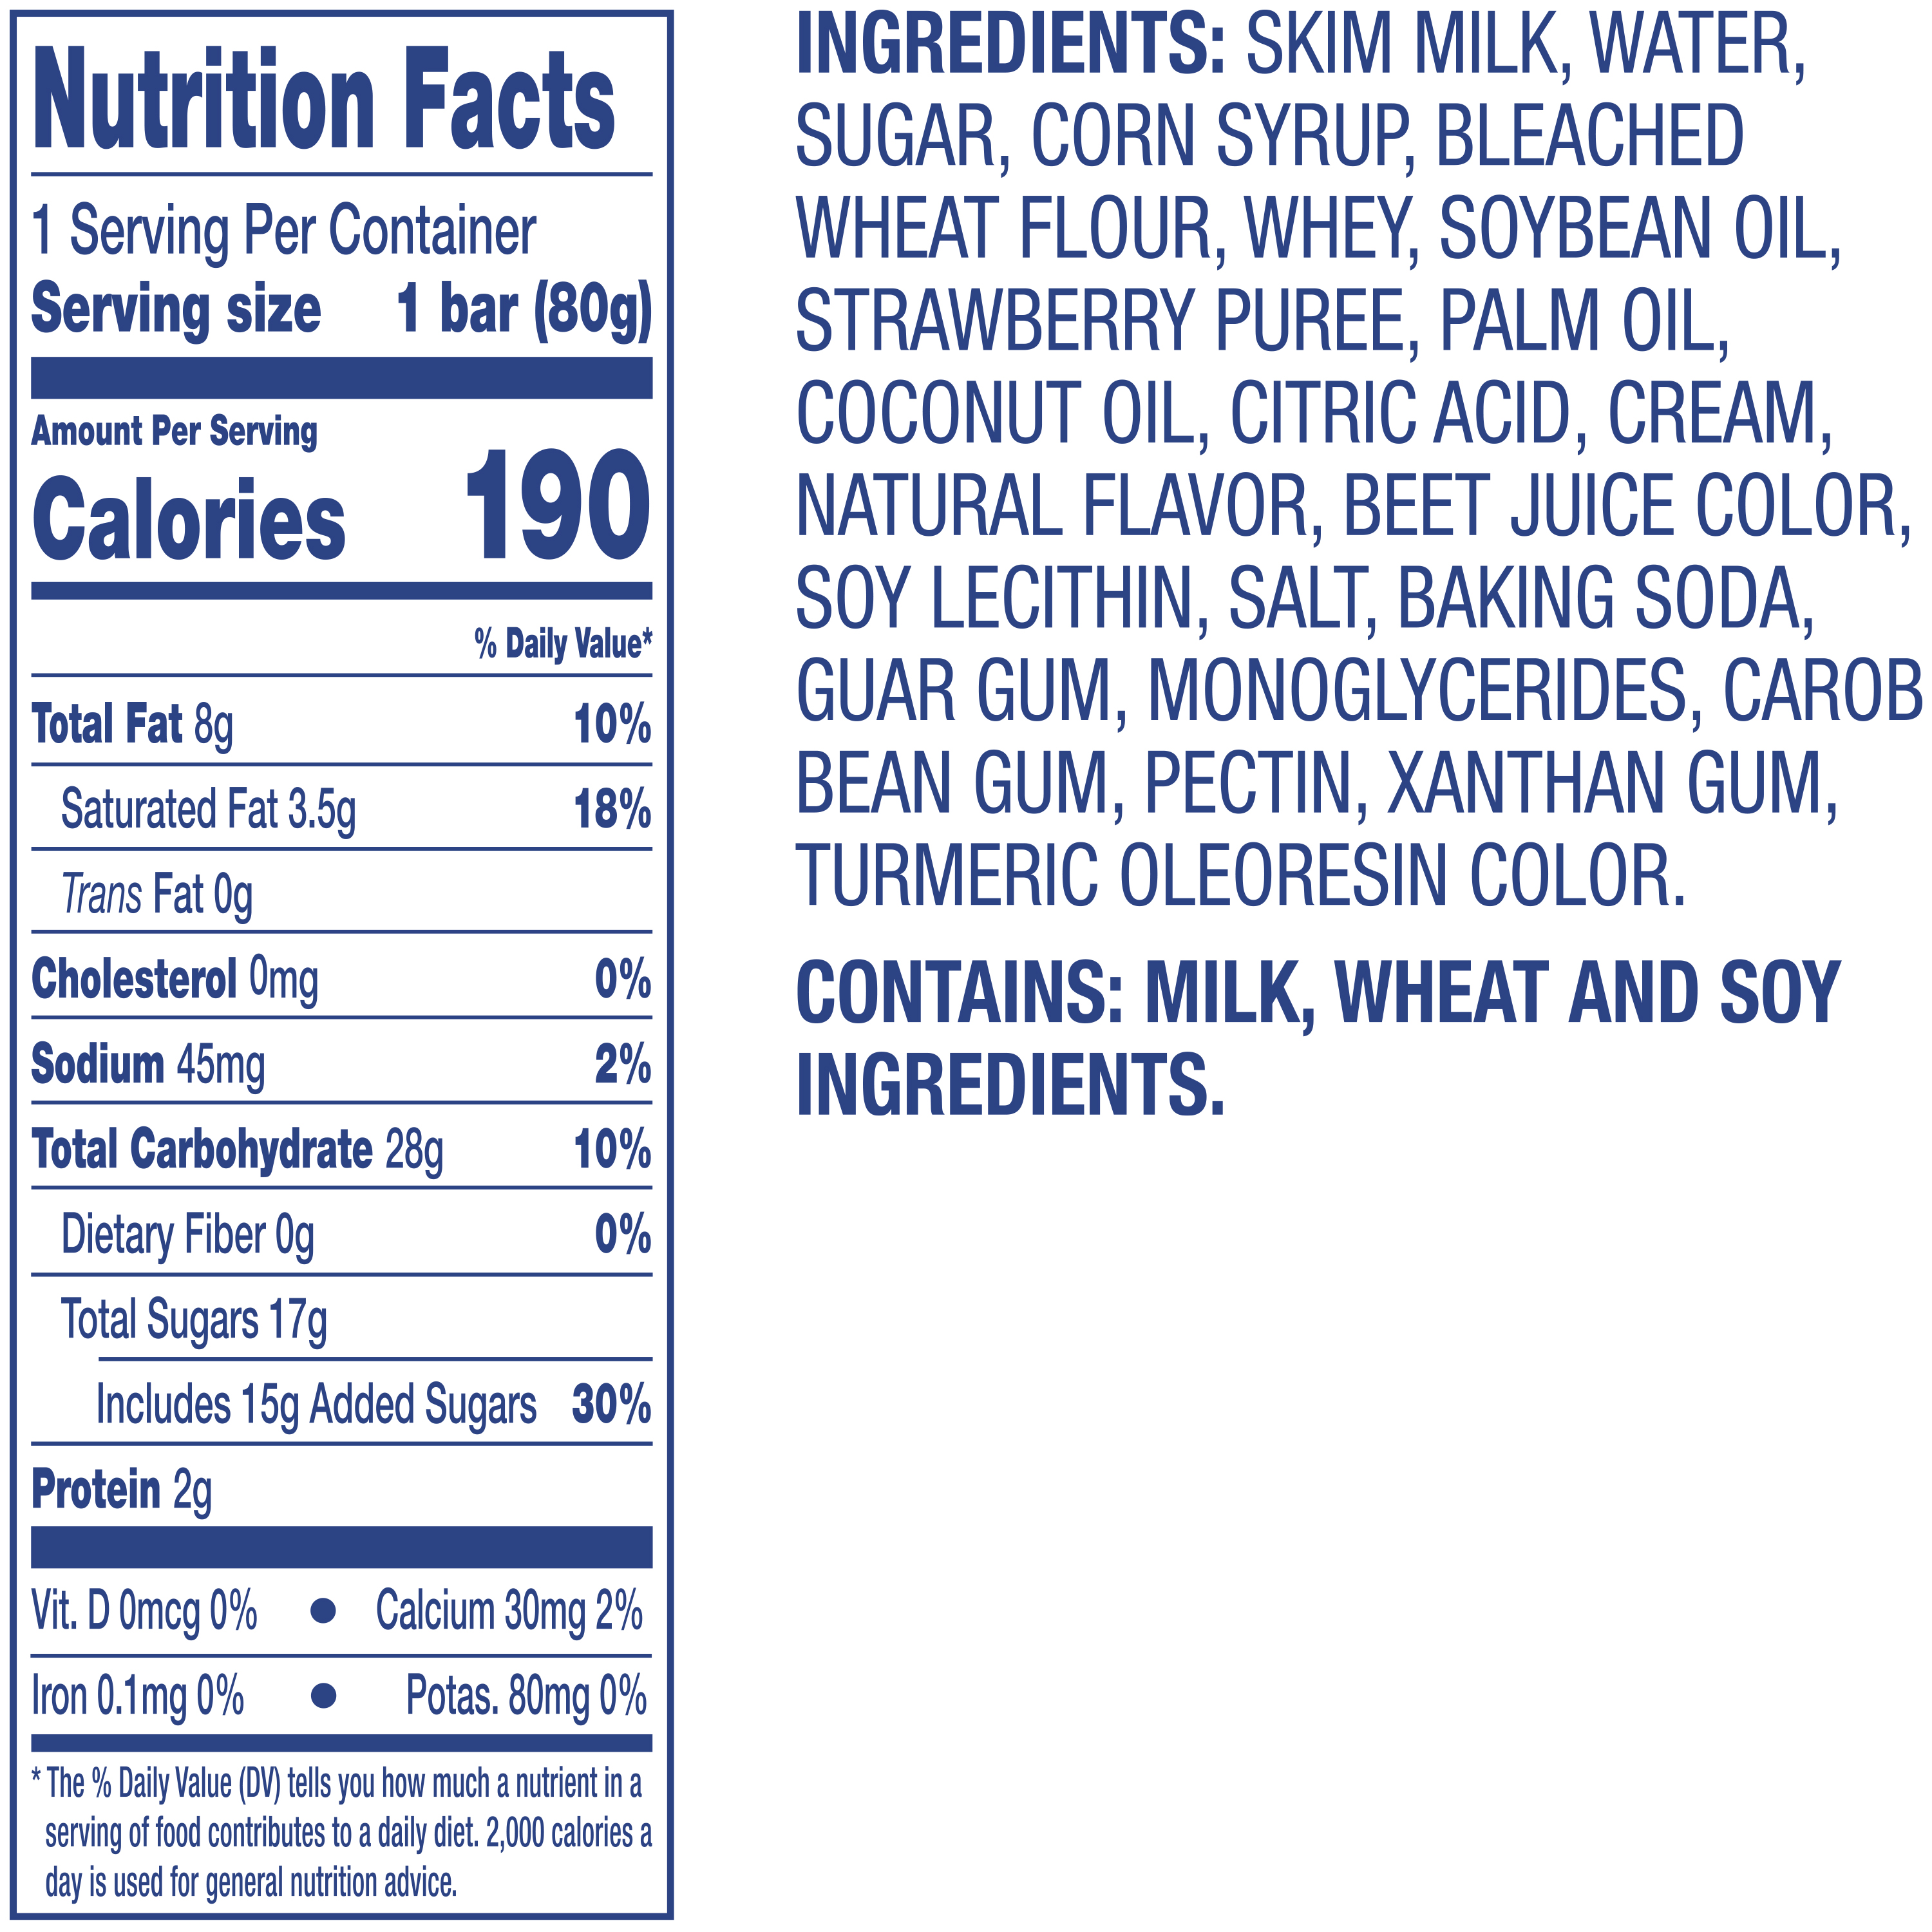 Nutrition Facts
1 Serving Per Container
Serving size 1 bar (80g)
Amount Per Serving
Calories 190
% Daily Value*
Total Fat 8g 10%
Saturated Fat 3.5g 18%
Trans Fat 0g
Cholesterol 0mg 0%
Sodium 45mg 2%
Total Carbohydrate 28g 10%
Dietary Fiber 0g 0%
Total Sugars 17g
Includes 15g Added Sugars 30%
Protein 2g
Vit. D 0mcg 0% ● Calcium 30mg 2%
Iron 0.1mg 0% ● Potas. 80mg 0%
* The % Daily Value (DV) tells you how much a nutrient in a
serving of food contributes to a daily diet. 2,000 calories a
day is used for general nutrition advice.
INGREDIENTS: SKIM MILK, WATER,
SUGAR, CORN SYRUP, BLEACHED
WHEAT FLOUR, WHEY, SOYBEAN OIL,
STRAWBERRY PUREE, PALM OIL,
COCONUT OIL, CITRIC ACID, CREAM,
NATURAL FLAVOR, BEET JUICE COLOR,
SOY LECITHIN, SALT, BAKING SODA,
GUAR GUM, MONOGLYCERIDES, CAROB
BEAN GUM, PECTIN, XANTHAN GUM,
TURMERIC OLEORESIN COLOR.
CONTAINS: MILK, WHEAT AND SOY
INGREDIENTS.